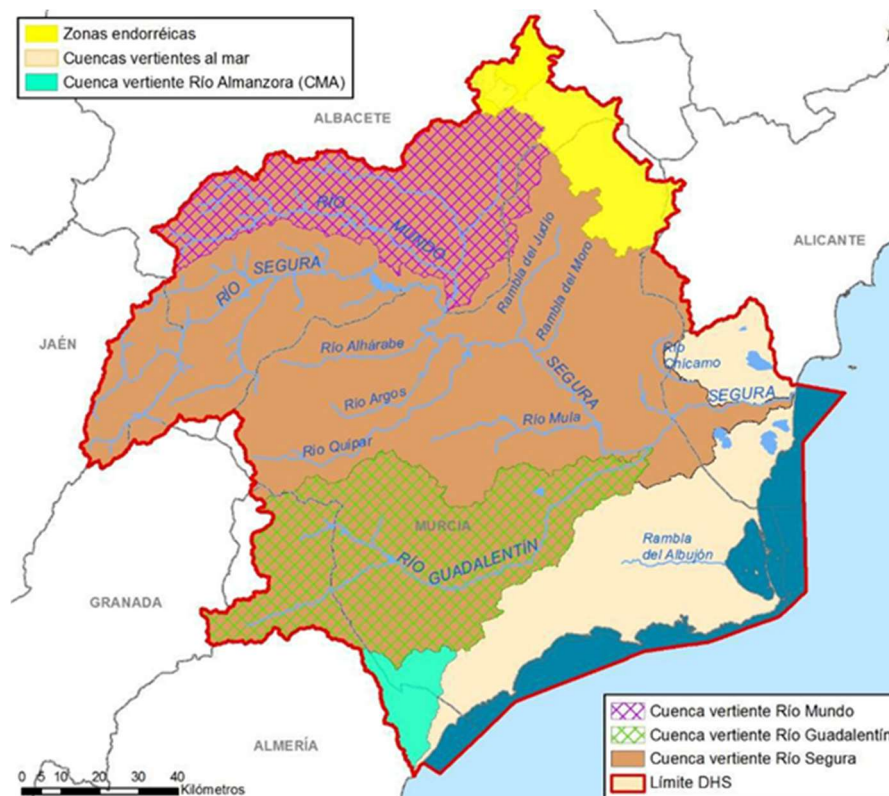 Zonas endorréicas
Cuencas vertientes al mar
Cuenca vertiente Río Almanzora (CMA)
ALBACETE
RÍO
MUNDO
ALICANTE
RÍO
SEGURA
Rambla del Judío
Rambla del Moro
JAÉN
Río Alhárabe
Río
Chicamo
SEGURA
SEGURA
Río Argos
Río Mula
Río Quípar
MURCIA
RÍO
GUADALENTÍN
Rambla
del Albujón
GRANADA
ALMERÍA
0 5 10 20 30 40
Kilómetros
Cuenca vertiente Río Mundo
Cuenca vertiente Río Guadalentín
Cuenca vertiente Río Segura
Límite DHS